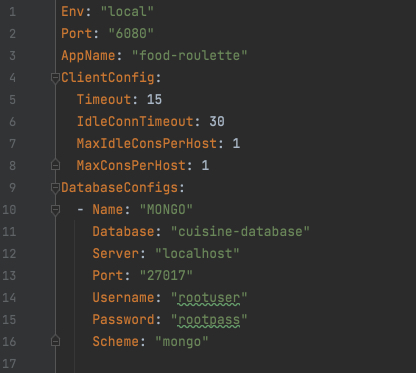 1 Env: "local"
2 Port: "6080"
3 AppName: "food-roulette"
4 ClientConfig:
5 Timeout: 15
6 IdleConnTimeout: 30
7 MaxIdleConsPerHost: 1
8 MaxConsPerHost: 1
9 DatabaseConfigs:
10 - Name: "MONGO"
11 Database: "cuisine-database"
12 Server: "localhost"
13 Port: "27017"
14 Username: "rootuser"
15 Password: "rootpass"
16 Scheme: "mongo"
17